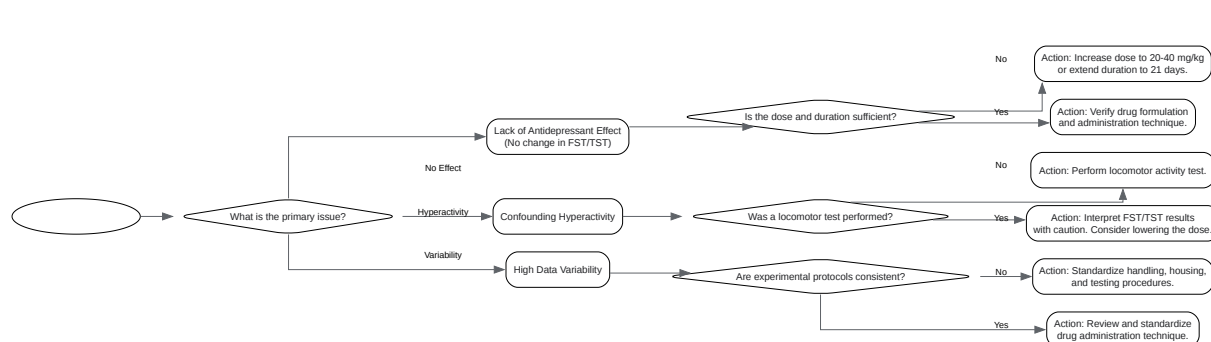 No
Action: Increase dose to 20-40 mg/kg
or extend duration to 21 days.
Is the dose and duration sufficient?
Yes
Action: Verify drug formulation
and administration technique.
Lack of Antidepressant Effect
(No change in FST/TST)
No Effect
No
Action: Perform locomotor activity test.
What is the primary issue?
Hyperactivity
Confounding Hyperactivity
Was a locomotor test performed?
Yes
Action: Interpret FST/TST results
with caution. Consider lowering the dose.
Variability
High Data Variability
Are experimental protocols consistent?
No
Action: Standardize handling, housing,
and testing procedures.
Yes
Action: Review and standardize
drug administration technique.